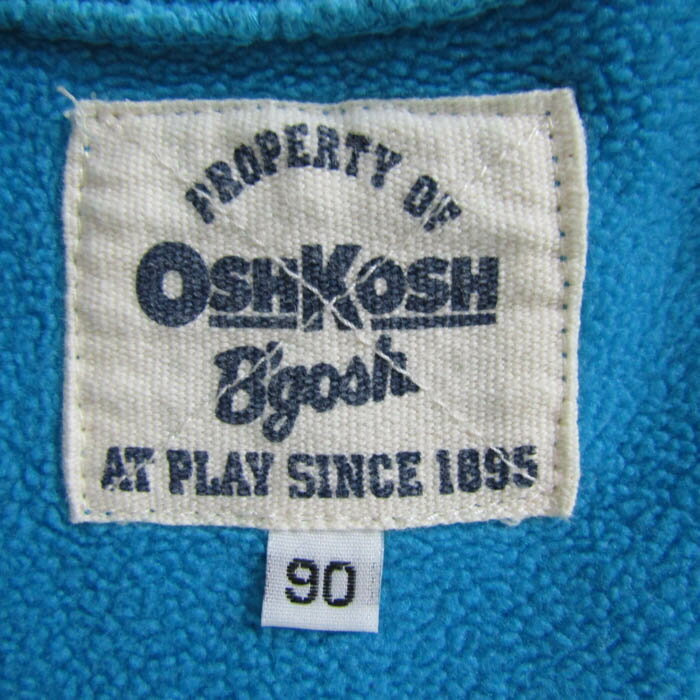 PROPERTY OF
OSHKOSH
B'gosh
AT PLAY SINCE 1895
90